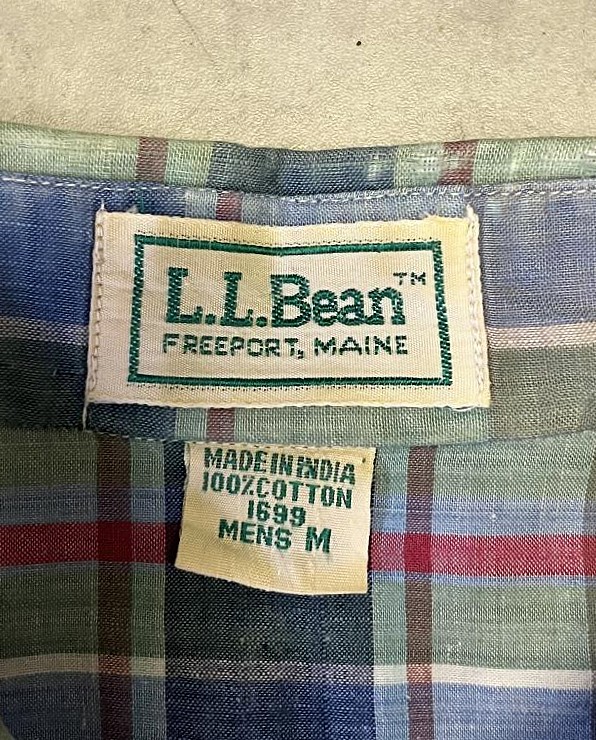 L.L.Bean™
FREEPORT, MAINE
MADE IN INDIA
100% COTTON
1699
MENS M